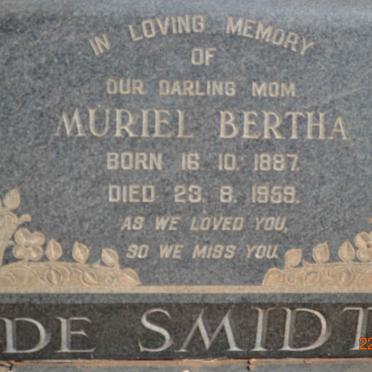 IN LOVING MEMORY
OF
OUR DARLING MOM
MURIEL BERTHA
BORN 16. 10. 1887.
DIED 23. 8. 1959.
AS WE LOVED YOU,
SO WE MISS YOU.
DE SMIDT
22